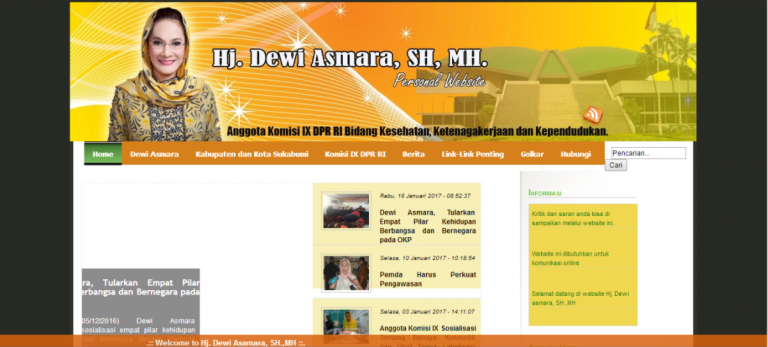 Hj. Dewi Asmara, SH, MH.
Personal Website
Anggota Komisi IX DPR RI Bidang Kesehatan, Ketenagakerjaan dan Kependudukan.
Home Dewi Asmara Kabupaten dan Kota Sukabumi Komisi IX DPR RI Berita Link-Link Penting Golkar Hubungi
Pencarian...
Cari
ra, Tularkan Empat Pilar
erbangsa dan Bernegara pada
05/12/2016) Dewi Asmara
sosialisasi empat pilar kehidupan
Rabu, 18 Januari 2017 - 08:52:37
Dewi Asmara, Tularkan
Empat Pilar Kehidupan
Berbangsa dan Bernegara
pada OKP
Selasa, 10 Januari 2017 - 10:18:54
Pemda Harus Perkuat
Pengawasan
Selasa, 03 Januari 2017 - 14:11:07
Anggota Komisi IX Sosialisasi
Tentang Bahaya Kosmetik
INFORMASI
Kritik dan saran anda bisa di
sampaikan melalui website ini.
Website ini dibutuhkan untuk
komunikasi online
Selamat datang di website Hj. Dewi
asmara, SH ,MH
.:: Welcome to Hj. Dewi Asamara, SH.,MH ::.